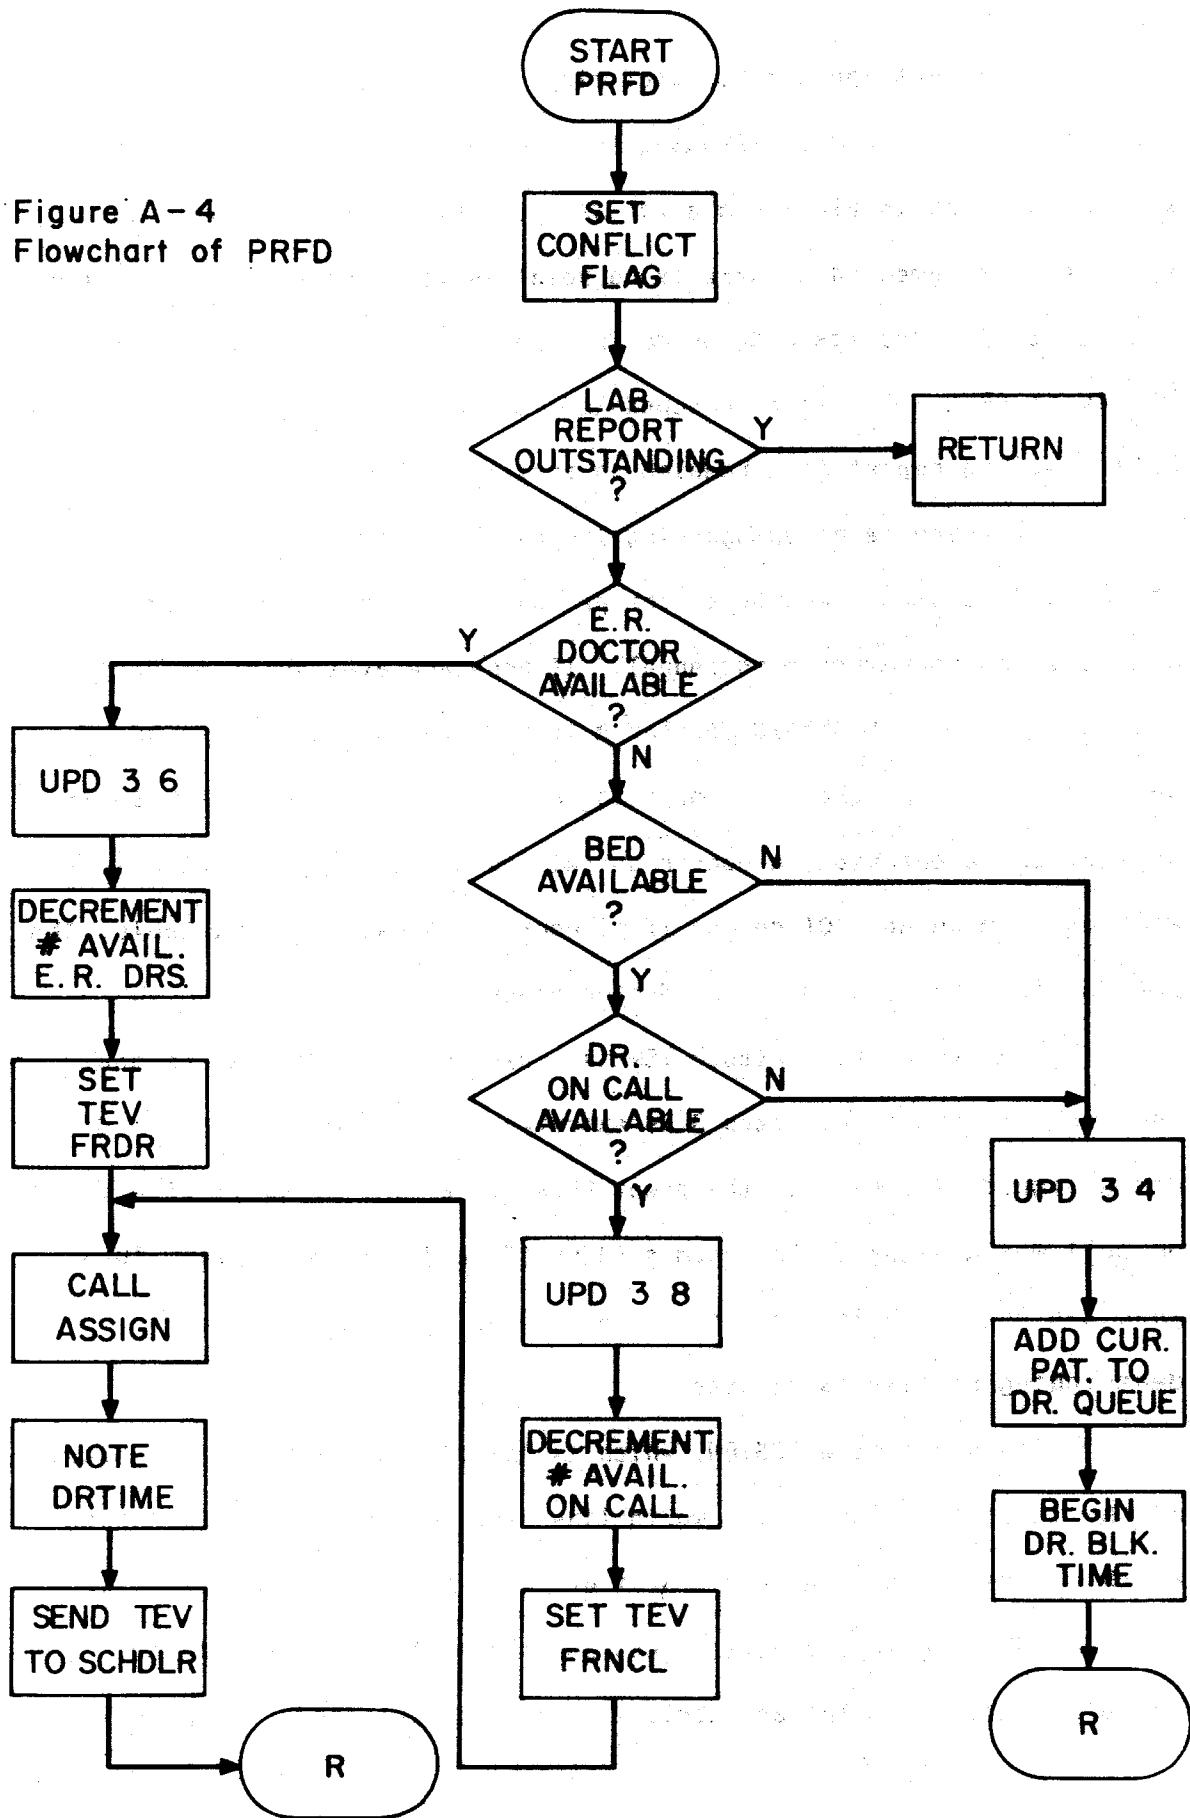 START
PRFD
Figure A-4
Flowchart of PRFD
SET
CONFLICT
FLAG
LAB
REPORT
OUTSTANDING
?
Y
RETURN
E.R.
DOCTOR
AVAILABLE
?
Y
N
UPD 3 6
DECREMENT
# AVAIL.
E.R. DRS.
SET
TEV
FRDR
BED
AVAILABLE
?
N
Y
DR.
ON CALL
AVAILABLE
?
N
Y
UPD 3 4
ADD CUR.
PAT. TO
DR. QUEUE
BEGIN
DR. BLK.
TIME
R
UPD 3 8
DECREMENT
# AVAIL.
ON CALL
SET TEV
FRNCL
CALL
ASSIGN
NOTE
DRTIME
SEND TEV
TO SCHDLR
R